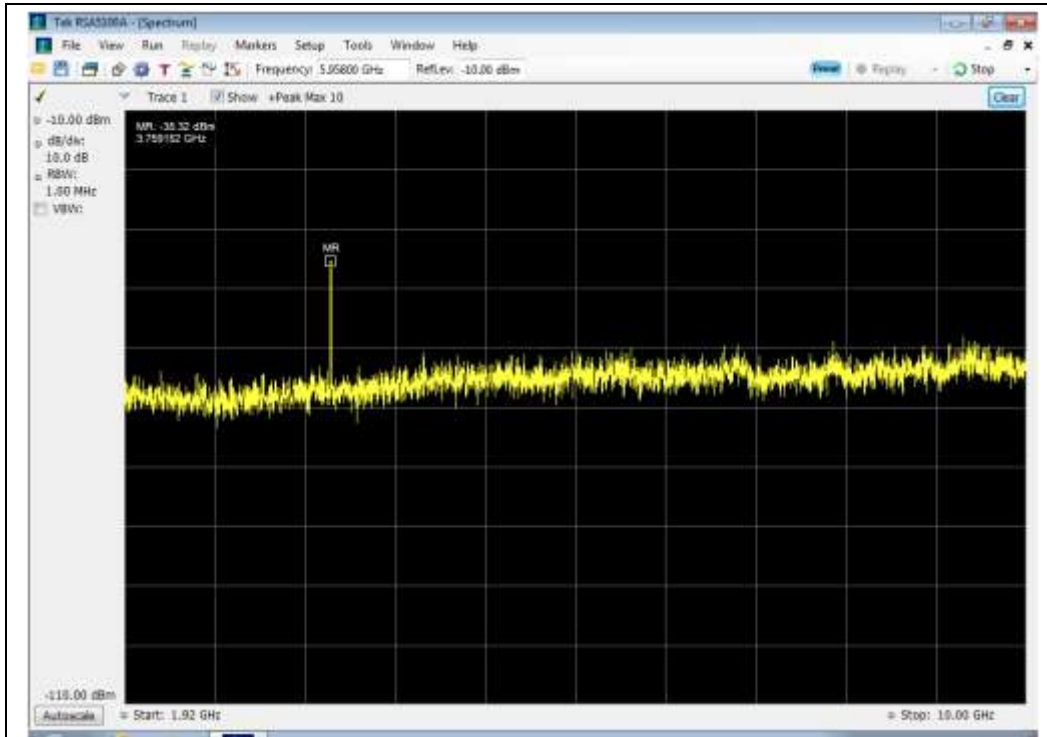 Tek RSA5100A - [Spectrum]
File View Run Replay Markers Setup Tools Window Help
Frequency: 5.95800 GHz RefLev: -10.00 dBm Preset Replay Stop
Trace 1 Show +Peak Max 10 Clear
-10.00 dBm
dB/div:
10.0 dB
RBW:
1.00 MHz
VBW:
MR: -35.32 dBm
3.759152 GHz
MR
-110.00 dBm
Autoscale Start: 1.92 GHz Stop: 10.00 GHz